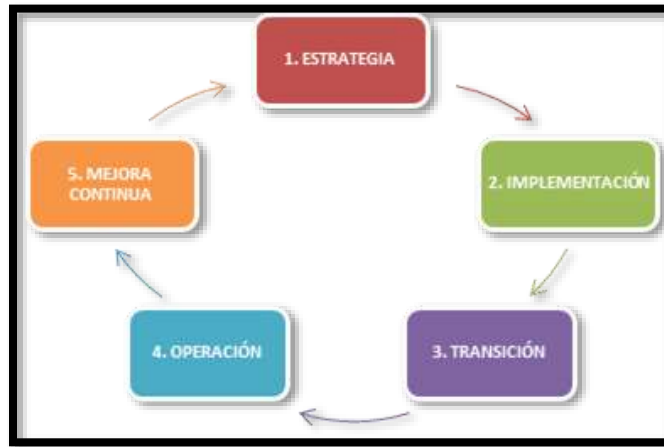 1. ESTRATEGIA
2. IMPLEMENTACIÓN
3. TRANSICIÓN
4. OPERACIÓN
5. MEJORA
CONTINUA